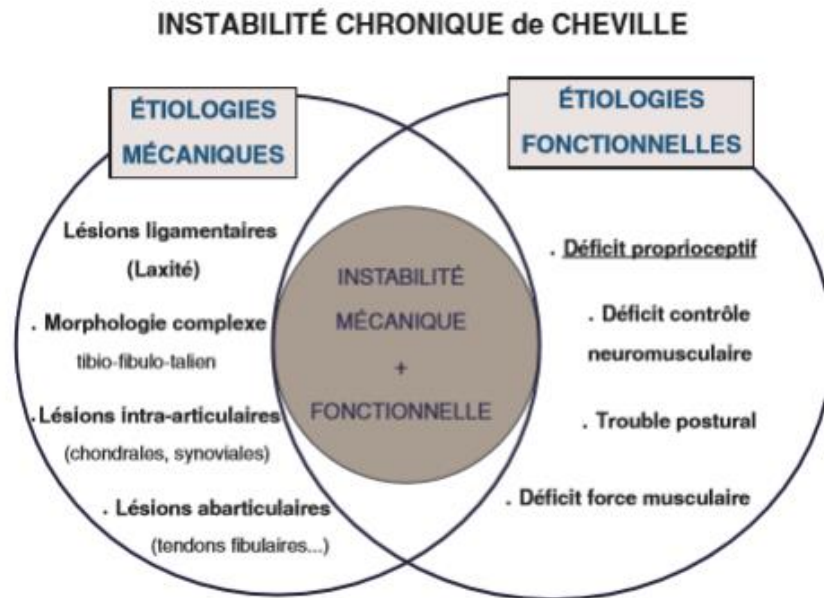 INSTABILITÉ CHRONIQUE de CHEVILLE
ÉTIOLOGIES
MÉCANIQUES
Lésions ligamentaires
(Laxité)
. Morphologie complexe
tibio-fibulo-talien
. Lésions intra-articulaires
(chondrales, synoviales)
. Lésions abarticulaires
(tendons fibulaires...)
INSTABILITÉ
MÉCANIQUE
+
FONCTIONNELLE
ÉTIOLOGIES
FONCTIONNELLES
. Déficit proprioceptif
. Déficit contrôle
neuromusculaire
. Trouble postural
. Déficit force musculaire